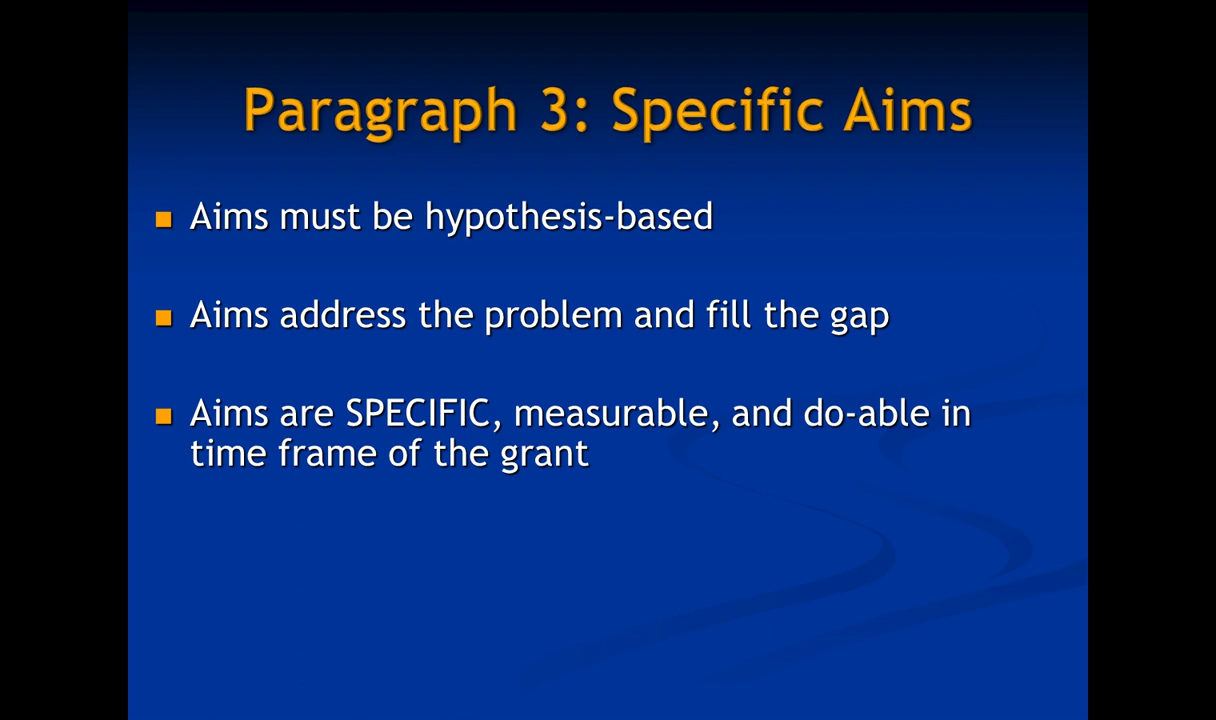 Paragraph 3: Specific Aims
Aims must be hypothesis-based
Aims address the problem and fill the gap
Aims are SPECIFIC, measurable, and do-able in
time frame of the grant